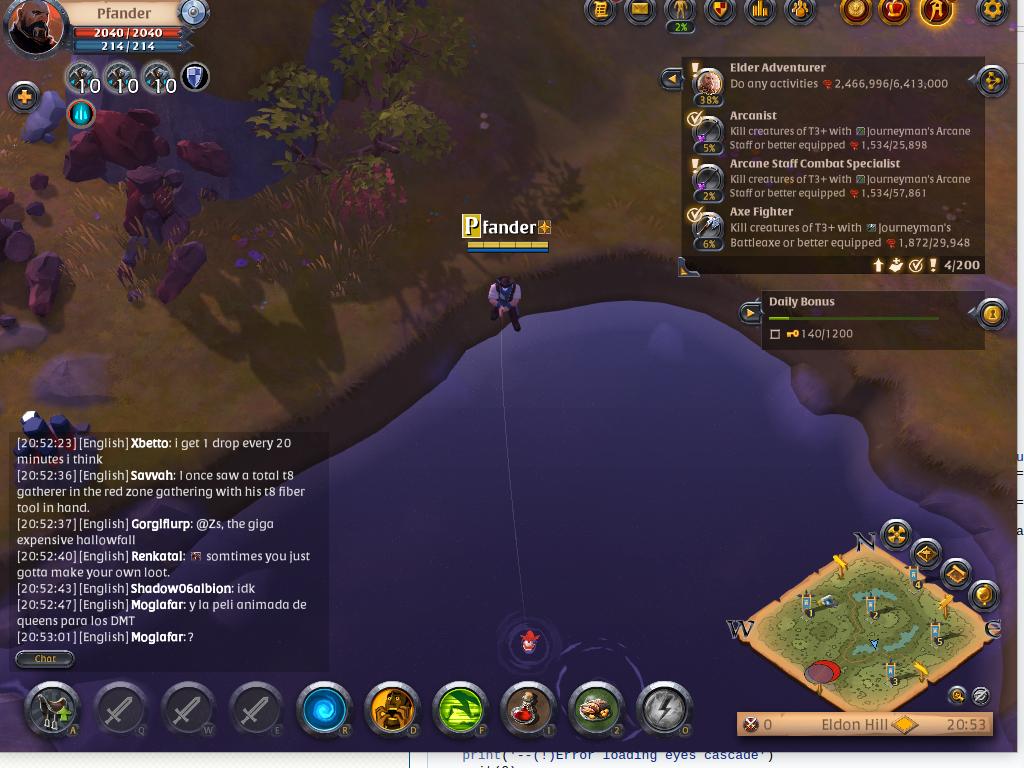 Pfander
2040/2040
214/214
10 10 10
2%
Elder Adventurer
Do any activities 2,466,996/6,413,000
38%
Arcanist
Kill creatures of T3+ with Journeyman's Arcane
Staff or better equipped 1,534/25,898
5%
Arcane Staff Combat Specialist
Kill creatures of T3+ with Journeyman's Arcane
Staff or better equipped 1,534/57,861
2%
Axe Fighter
Kill creatures of T3+ with Journeyman's
Battleaxe or better equipped 1,872/29,948
6%
4/200
Daily Bonus
140/1200
Pfander
[20:52:23] [English] Xbetto: i get 1 drop every 20
minutes i think
[20:52:36] [English] Savvah: I once saw a total t8
gatherer in the red zone gathering with his t8 fiber
tool in hand.
[20:52:37] [English] Gorglflurp: @Zs, the giga
expensive hallowfall
[20:52:40] [English] Renkatal: somtimes you just
gotta make your own loot.
[20:52:43] [English] Shadow06albion: idk
[20:52:47] [English] Moglafar: y la peli animada de
queens para los DMT
[20:53:01] [English] Moglafar: ?
Chat
N
W
E
1
2
3
4
5
A Q W E R D F 1 2 O
0 Eldon Hill 20:53
print('--(!)Error loading eyes cascade')